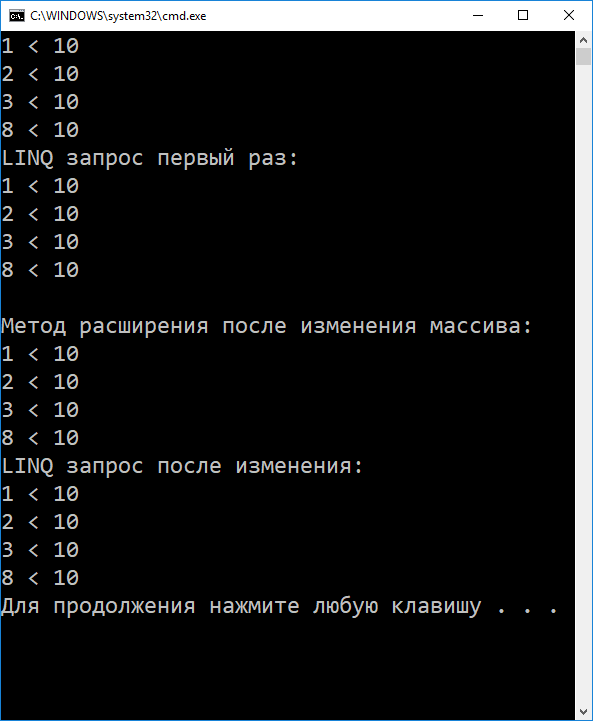 C:\WINDOWS\system32\cmd.exe
1 < 10
2 < 10
3 < 10
8 < 10
LINQ запрос первый раз:
1 < 10
2 < 10
3 < 10
8 < 10
Метод расширения после изменения массива:
1 < 10
2 < 10
3 < 10
8 < 10
LINQ запрос после изменения:
1 < 10
2 < 10
3 < 10
8 < 10
Для продолжения нажмите любую клавишу . . .